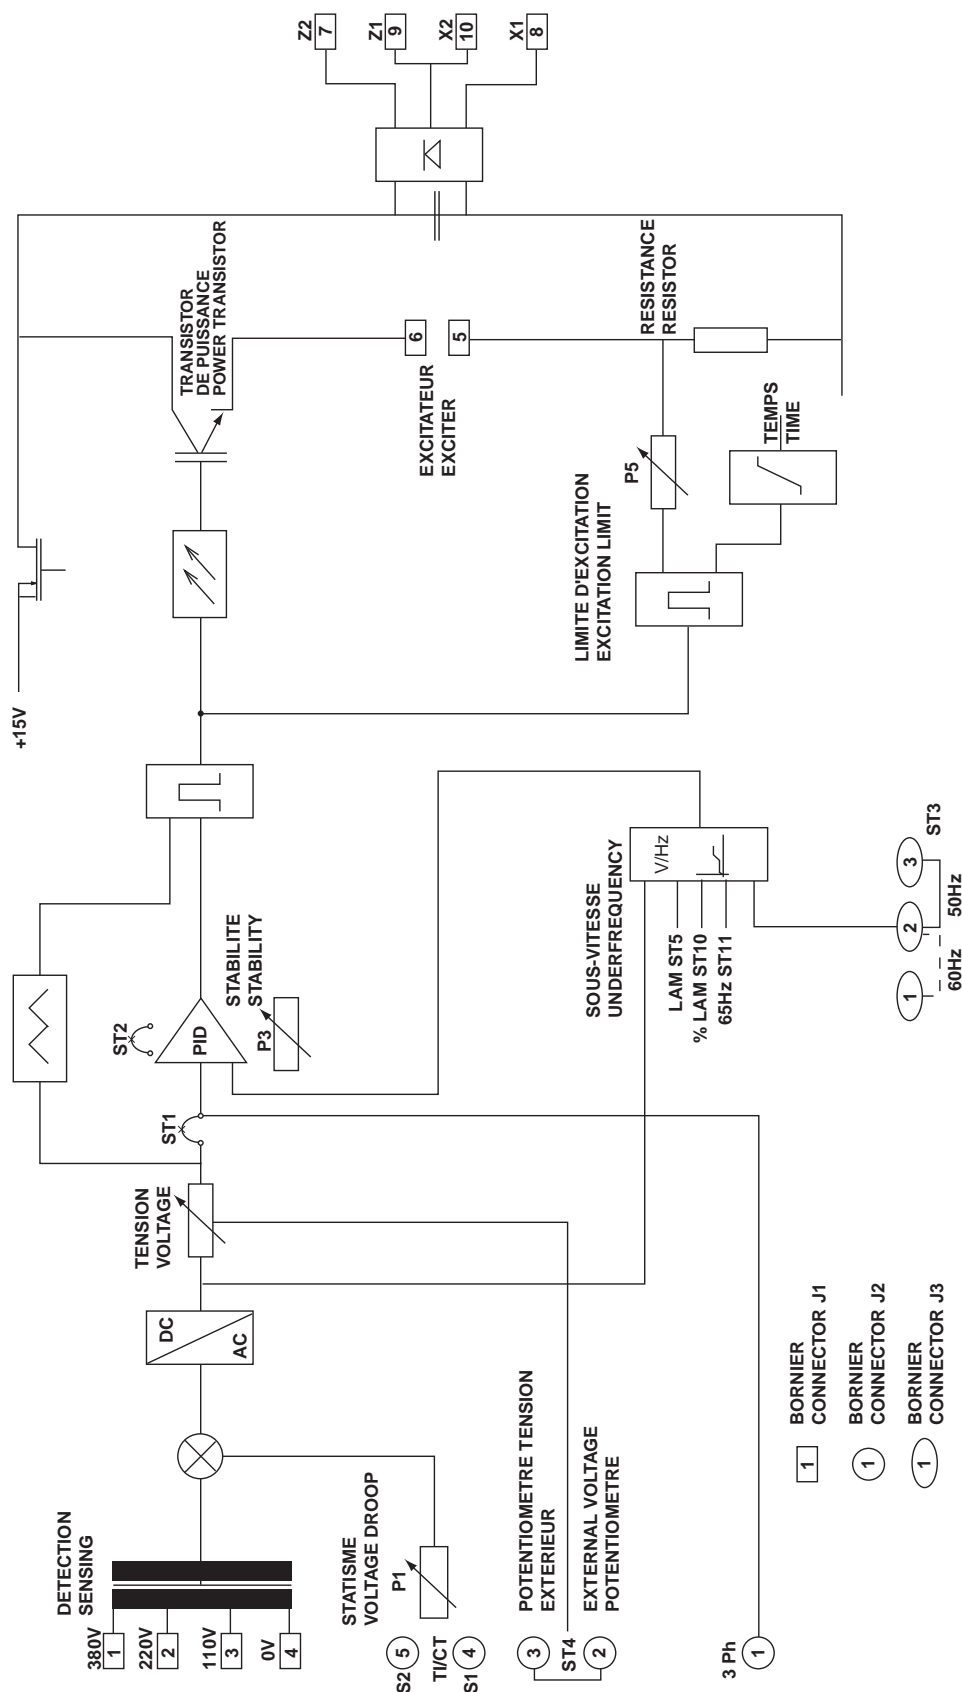 DETECTION
SENSING
380V
1
220V
2
110V
3
0V
4
STATISME
VOLTAGE DROOP
P1
S2
5
TI/CT
S1
4
POTENTIOMETRE TENSION
EXTERIEUR
3
ST4
2
EXTERNAL VOLTAGE
POTENTIOMETRE
3 Ph
1
DC
AC
TENSION
VOLTAGE
ST1
ST2
PID
STABILITE
STABILITY
P3
SOUS-VITESSE
UNDERFREQUENCY
V/Hz
LAM ST5
% LAM ST10
65Hz ST11
1
2
3
ST3
60Hz
50Hz
+15V
TRANSISTOR
DE PUISSANCE
POWER TRANSISTOR
EXCITATEUR
EXCITER
6
5
LIMITE D'EXCITATION
EXCITATION LIMIT
P5
TEMPS
TIME
RESISTANCE
RESISTOR
Z2
7
Z1
9
X2
10
X1
8
1
BORNIER
CONNECTOR J1
1
BORNIER
CONNECTOR J2
1
BORNIER
CONNECTOR J3